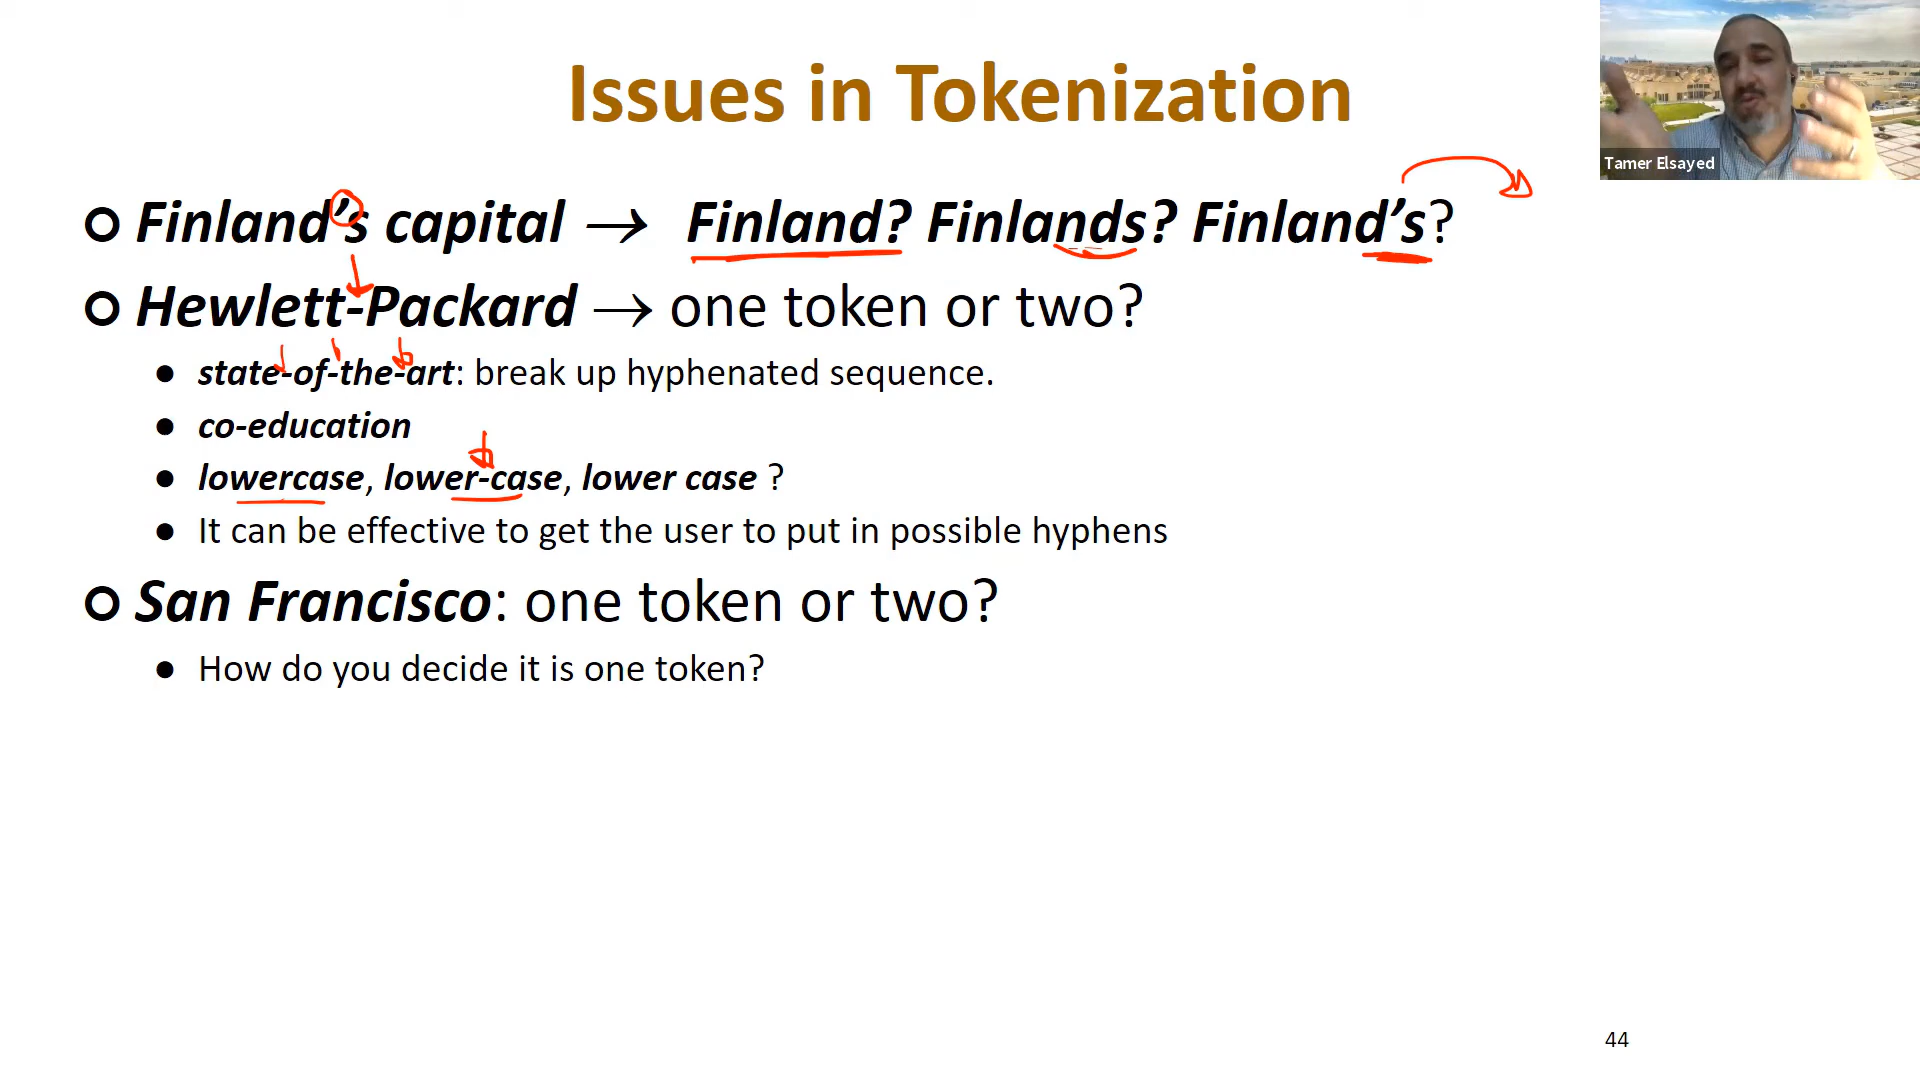 Issues in Tokenization
Tamer Elsayed
Finland’s capital → Finland? Finlands? Finland’s?
Hewlett-Packard → one token or two?
state-of-the-art: break up hyphenated sequence.
co-education
lowercase, lower-case, lower case ?
It can be effective to get the user to put in possible hyphens
San Francisco: one token or two?
How do you decide it is one token?
44